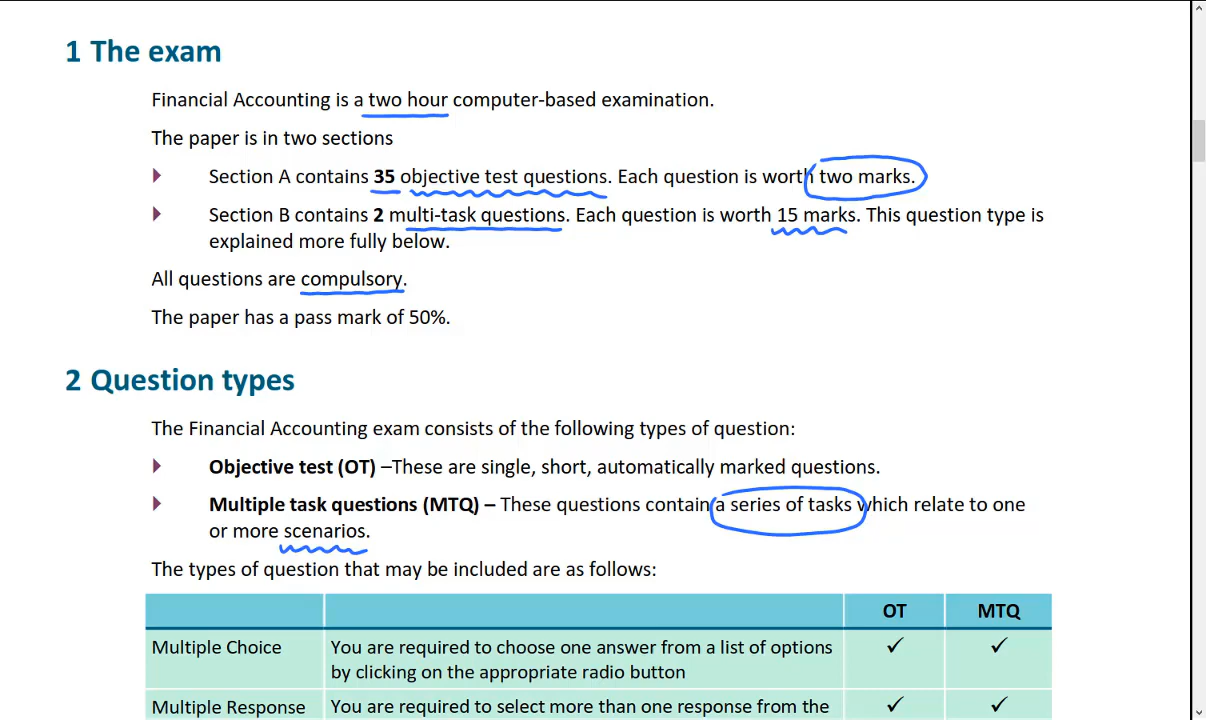 1 The exam
Financial Accounting is a two hour computer-based examination.
The paper is in two sections
Section A contains 35 objective test questions. Each question is worth two marks.
Section B contains 2 multi-task questions. Each question is worth 15 marks. This question type is
explained more fully below.
All questions are compulsory.
The paper has a pass mark of 50%.
2 Question types
The Financial Accounting exam consists of the following types of question:
Objective test (OT) –These are single, short, automatically marked questions.
Multiple task questions (MTQ) – These questions contain a series of tasks which relate to one
or more scenarios.
The types of question that may be included are as follows:
OT MTQ
Multiple Choice You are required to choose one answer from a list of options ✓ ✓
by clicking on the appropriate radio button
Multiple Response You are required to select more than one response from the ✓ ✓